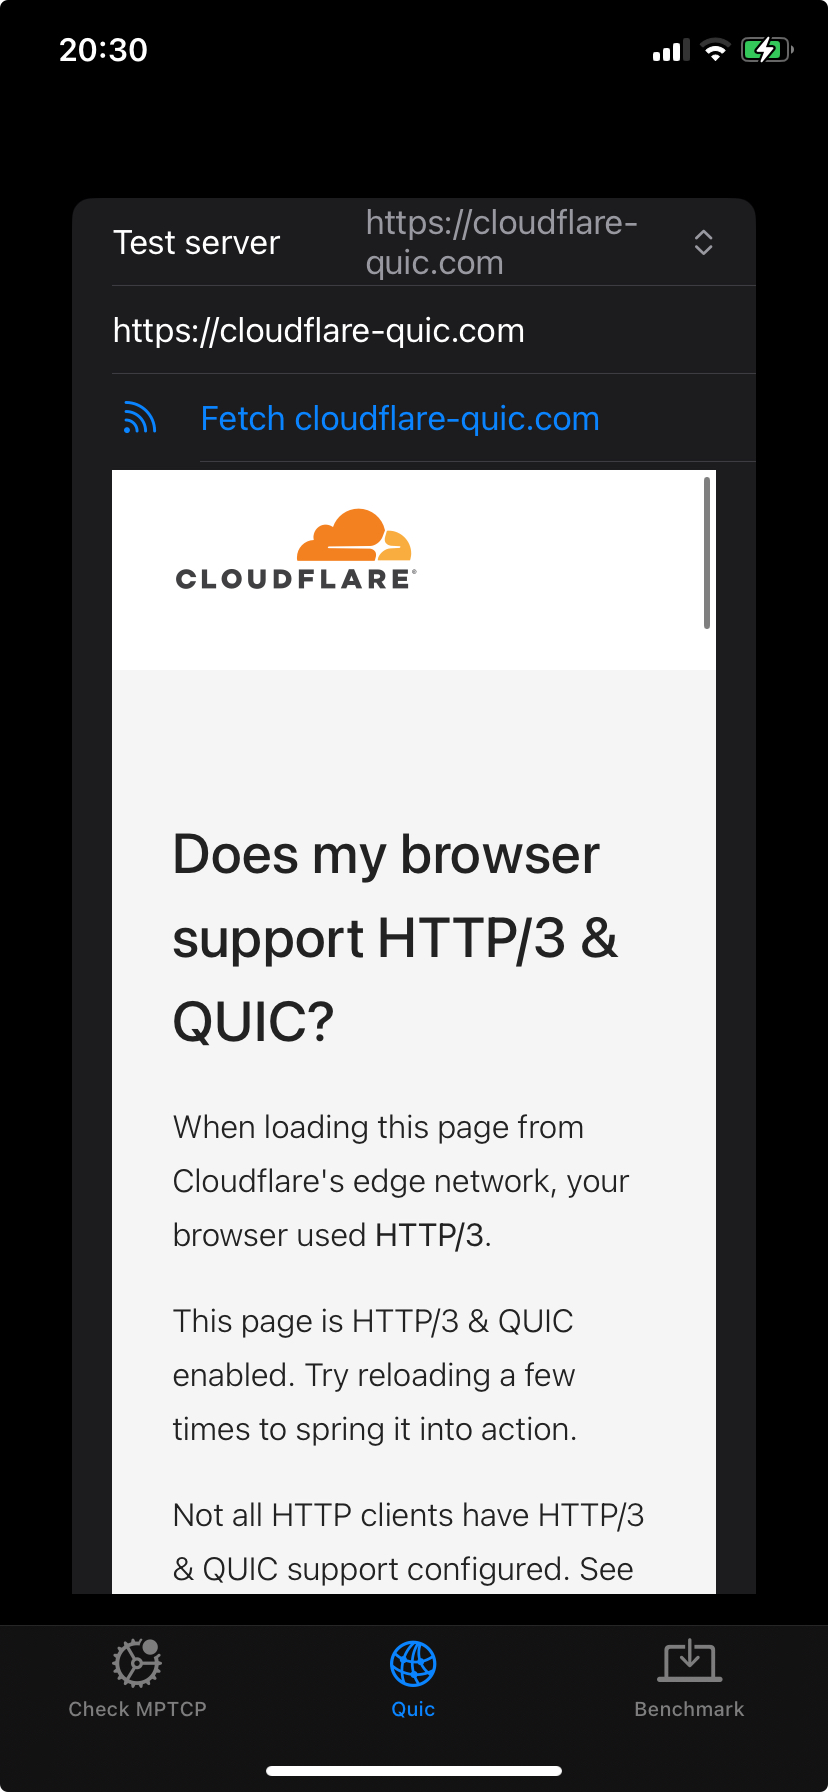 20:30
Test server
https://cloudflare-
quic.com
https://cloudflare-quic.com
Fetch cloudflare-quic.com
CLOUDFLARE®
Does my browser
support HTTP/3 &
QUIC?
When loading this page from
Cloudflare's edge network, your
browser used HTTP/3.
This page is HTTP/3 & QUIC
enabled. Try reloading a few
times to spring it into action.
Not all HTTP clients have HTTP/3
& QUIC support configured. See
Check MPTCP
Quic
Benchmark